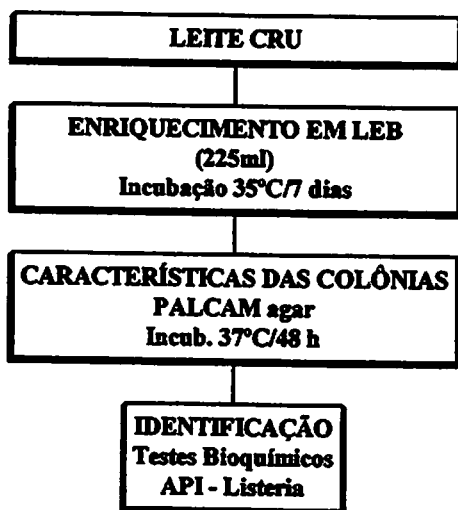 LEITE CRU
ENRIQUECIMENTO EM LEB
(225ml)
Incubação 35ºC/7 dias
CARACTERÍSTICAS DAS COLÔNIAS
PALCAM agar
Incub. 37ºC/48 h
IDENTIFICAÇÃO
Testes Bioquímicos
API - Listeria